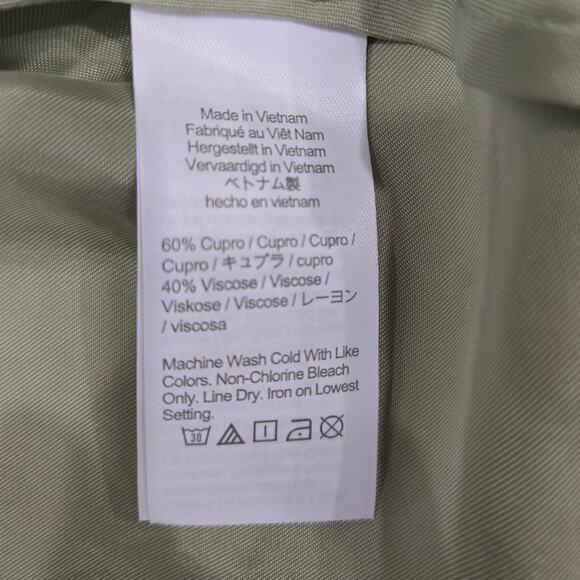 Made in Vietnam
Fabriqué au Việt Nam
Hergestellt in Vietnam
Vervaardigd in Vietnam
ベトナム製
hecho en vietnam
60% Cupro / Cupro / Cupro /
Cupro / キュプラ / cupro
40% Viscose / Viscose /
Viskose / Viscose / レーヨン
/ viscosa
Machine Wash Cold With Like
Colors. Non-Chlorine Bleach
Only. Line Dry. Iron on Lowest
Setting.
30